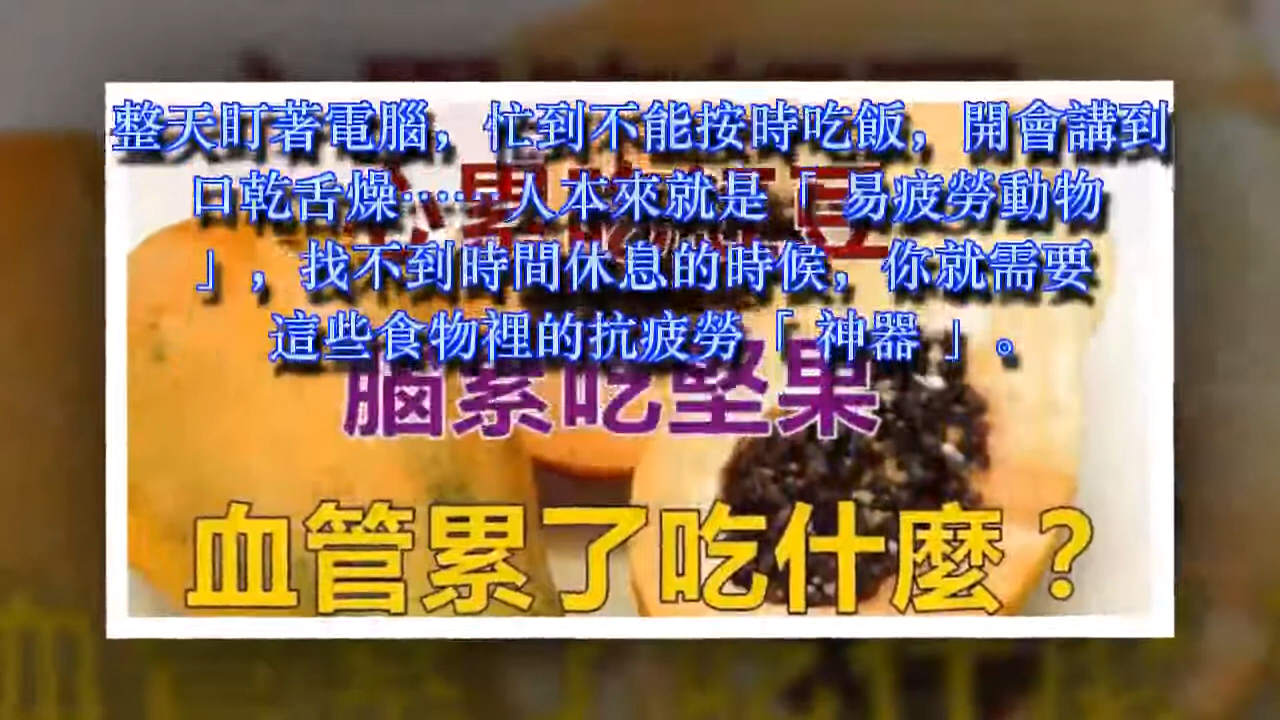 整天盯著電腦，忙到不能按時吃飯，開會講到
口乾舌燥⋯⋯人本來就是「 易疲勞動物
」，找不到時間休息的時候，你就需要
這些食物裡的抗疲勞「 神器 」。
腦累吃堅果
血管累了吃什麼？